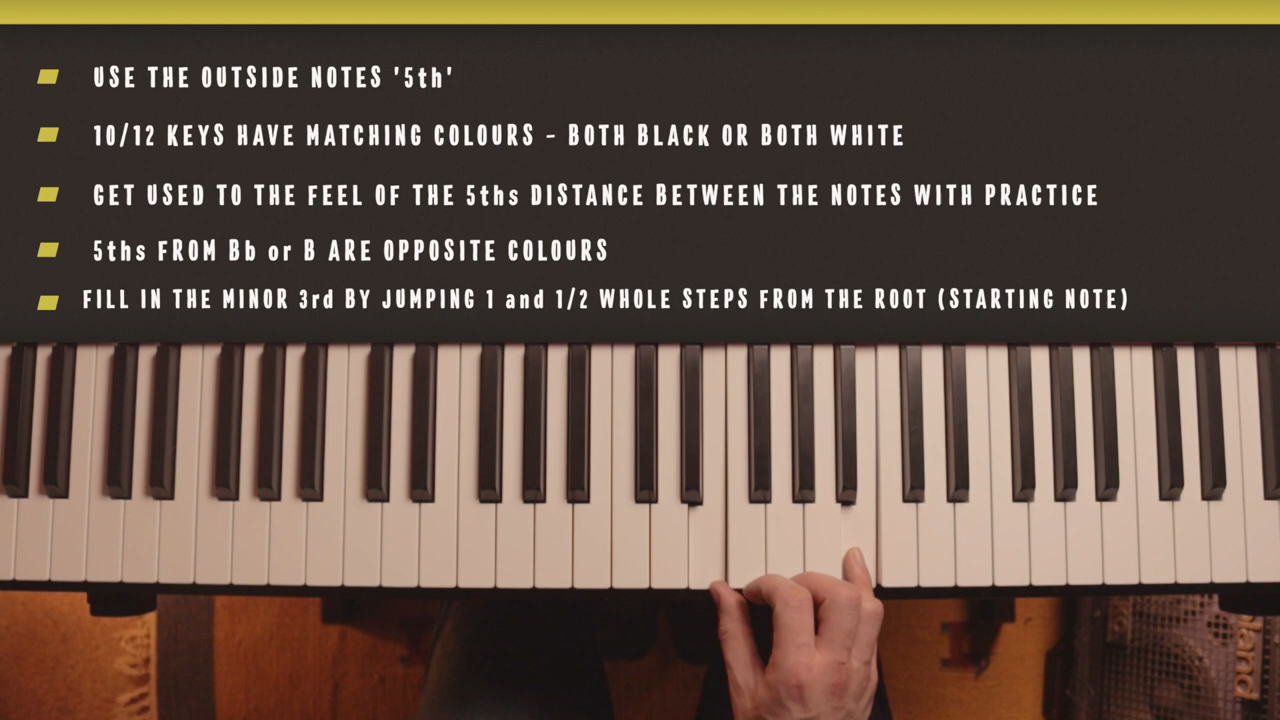 USE THE OUTSIDE NOTES '5th'
10/12 KEYS HAVE MATCHING COLOURS - BOTH BLACK OR BOTH WHITE
GET USED TO THE FEEL OF THE 5ths DISTANCE BETWEEN THE NOTES WITH PRACTICE
5ths FROM Bb or B ARE OPPOSITE COLOURS
FILL IN THE MINOR 3rd BY JUMPING 1 and 1/2 WHOLE STEPS FROM THE ROOT (STARTING NOTE)